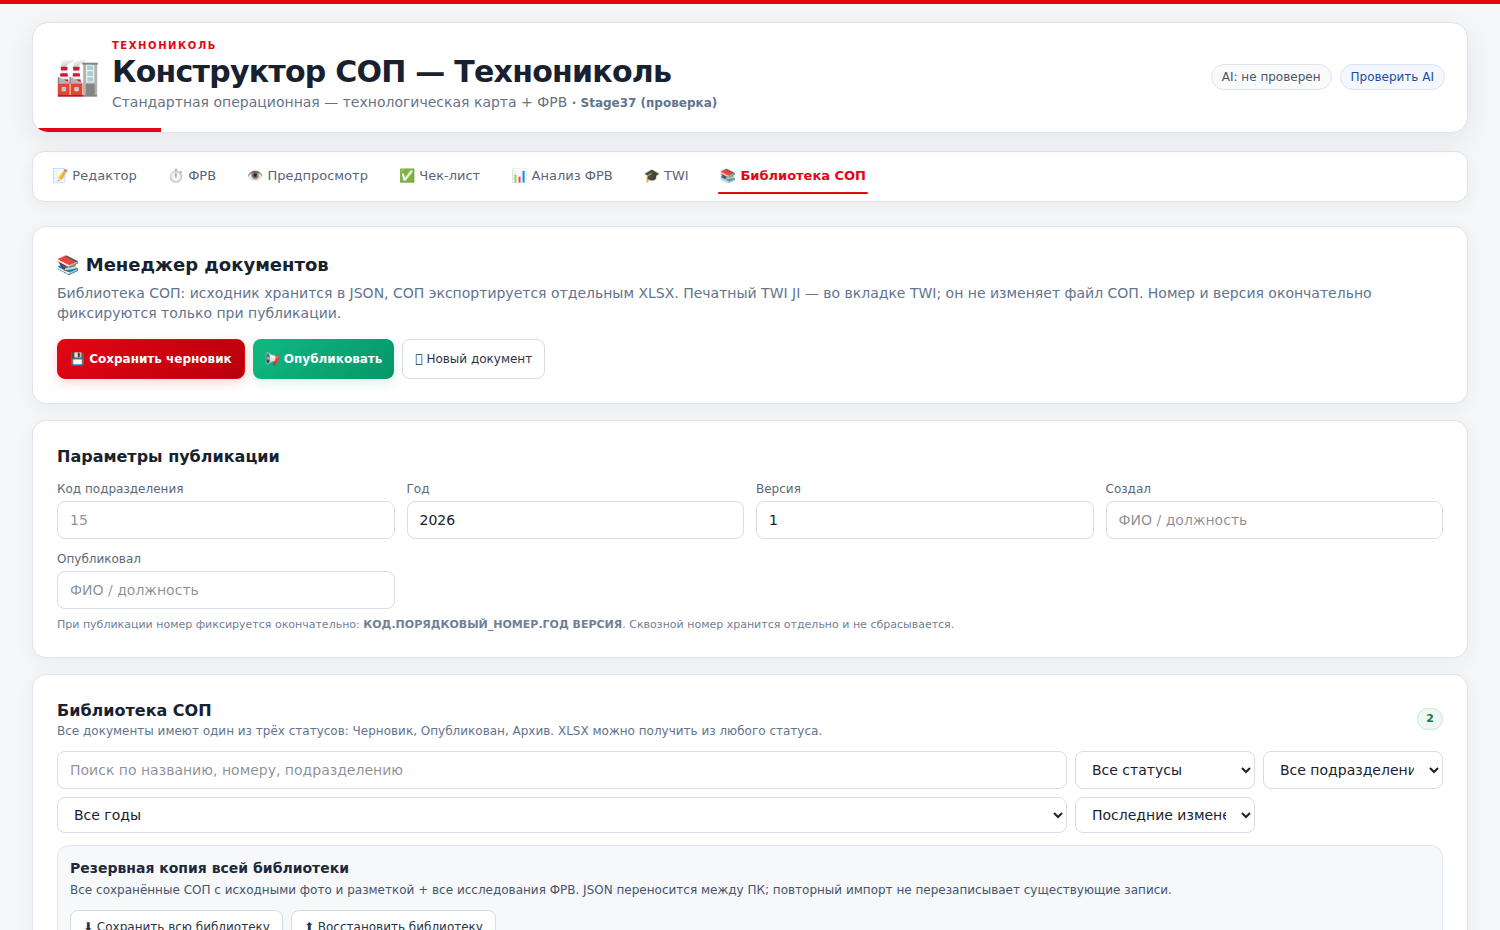 ТЕХНОНИКОЛЬ
Конструктор СОП — Технониколь
Стандартная операционная — технологическая карта + ФРВ · Stage37 (проверка)
AI: не проверен
Проверить AI
Редактор
ФРВ
Предпросмотр
Чек-лист
Анализ ФРВ
TWI
Библиотека СОП
Менеджер документов
Библиотека СОП: исходник хранится в JSON, СОП экспортируется отдельным XLSX. Печатный TWI JI — во вкладке TWI; он не изменяет файл СОП. Номер и версия окончательно
фиксируются только при публикации.
Сохранить черновик
Опубликовать
Новый документ
Параметры публикации
Код подразделения
Год
Версия
Создал
15
2026
1
ФИО / должность
Опубликовал
ФИО / должность
При публикации номер фиксируется окончательно: КОД.ПОРЯДКОВЫЙ_НОМЕР.ГОД ВЕРСИЯ. Сквозной номер хранится отдельно и не сбрасывается.
Библиотека СОП
Все документы имеют один из трёх статусов: Черновик, Опубликован, Архив. XLSX можно получить из любого статуса.
2
Поиск по названию, номеру, подразделению
Все статусы
Все подразделени
Все годы
Последние измене
Резервная копия всей библиотеки
Все сохранённые СОП с исходными фото и разметкой + все исследования ФРВ. JSON переносится между ПК; повторный импорт не перезаписывает существующие записи.
⬇ Сохранить всю библиотеку
⬆ Восстановить библиотеку